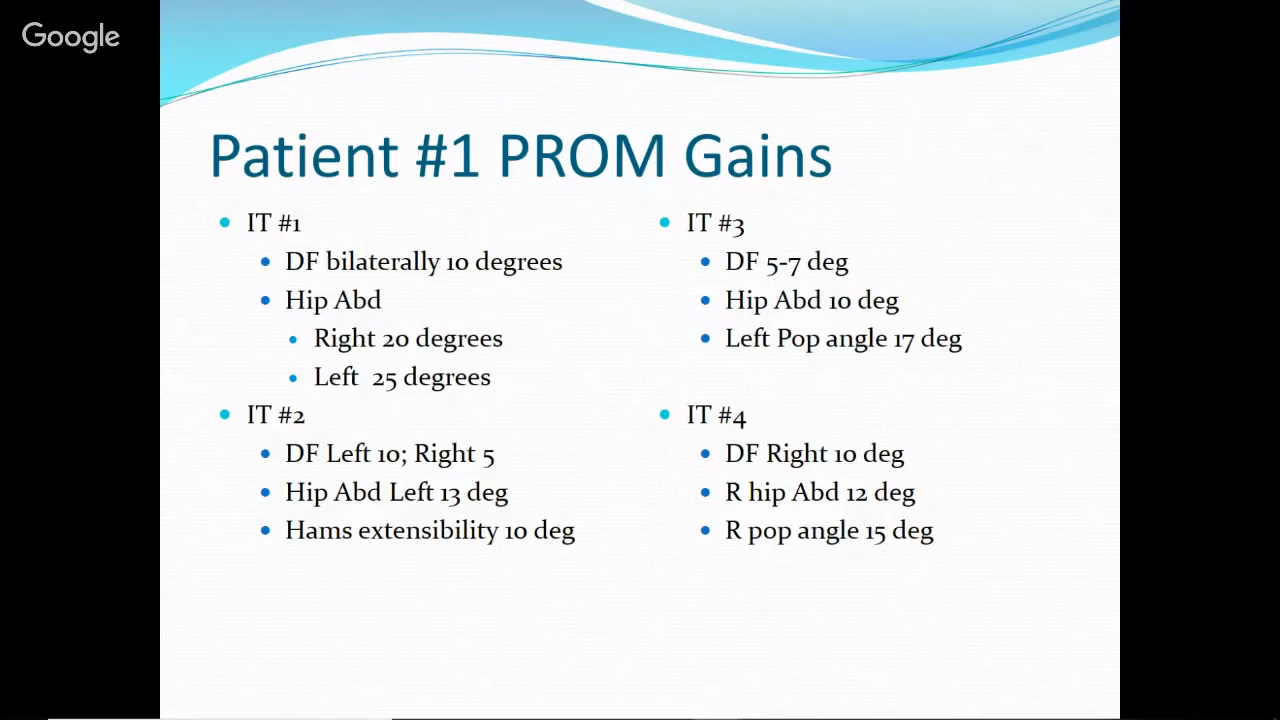 Google
Patient #1 PROM Gains
IT #1
DF bilaterally 10 degrees
Hip Abd
Right 20 degrees
Left 25 degrees
IT #2
DF Left 10; Right 5
Hip Abd Left 13 deg
Hams extensibility 10 deg
IT #3
DF 5-7 deg
Hip Abd 10 deg
Left Pop angle 17 deg
IT #4
DF Right 10 deg
R hip Abd 12 deg
R pop angle 15 deg